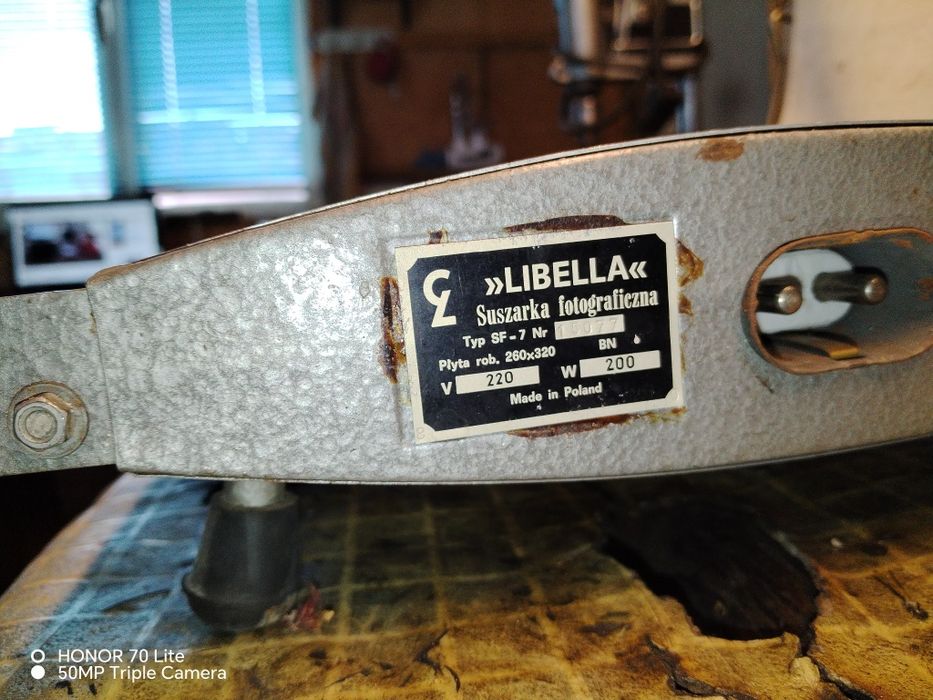 »LIBELLA«
Suszarka fotograficzna
Typ SF-7 Nr
Płyta rob. 260x320 BN
V 220 W 200
Made in Poland
HONOR 70 Lite
50MP Triple Camera